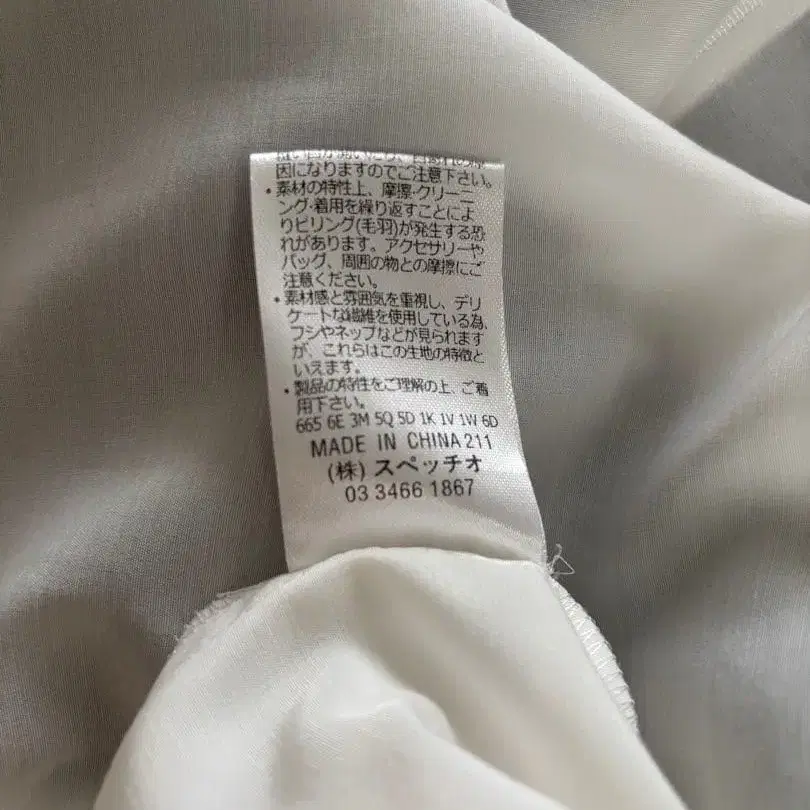 因になりますのでご注意下さい。
・素材の特性上、摩擦·クリーニ
ング·着用を繰り返すことによ
りピリング(毛羽)が発生する恐
れがあります。アクセサリーや
バッグ、周囲の物との摩擦にご
注意ください。
・素材感と雰囲気を重視し、デリ
ケートな繊維を使用している為、
フシやネップなどが見られます
が、これらはこの生地の特徴と
いえます。
・製品の特性をご理解の上、ご着
用下さい。
665 6E 3M 5Q 5D 1K 1V 1W 6D
MADE IN CHINA 211
(株) スペッチオ
03 3466 1867